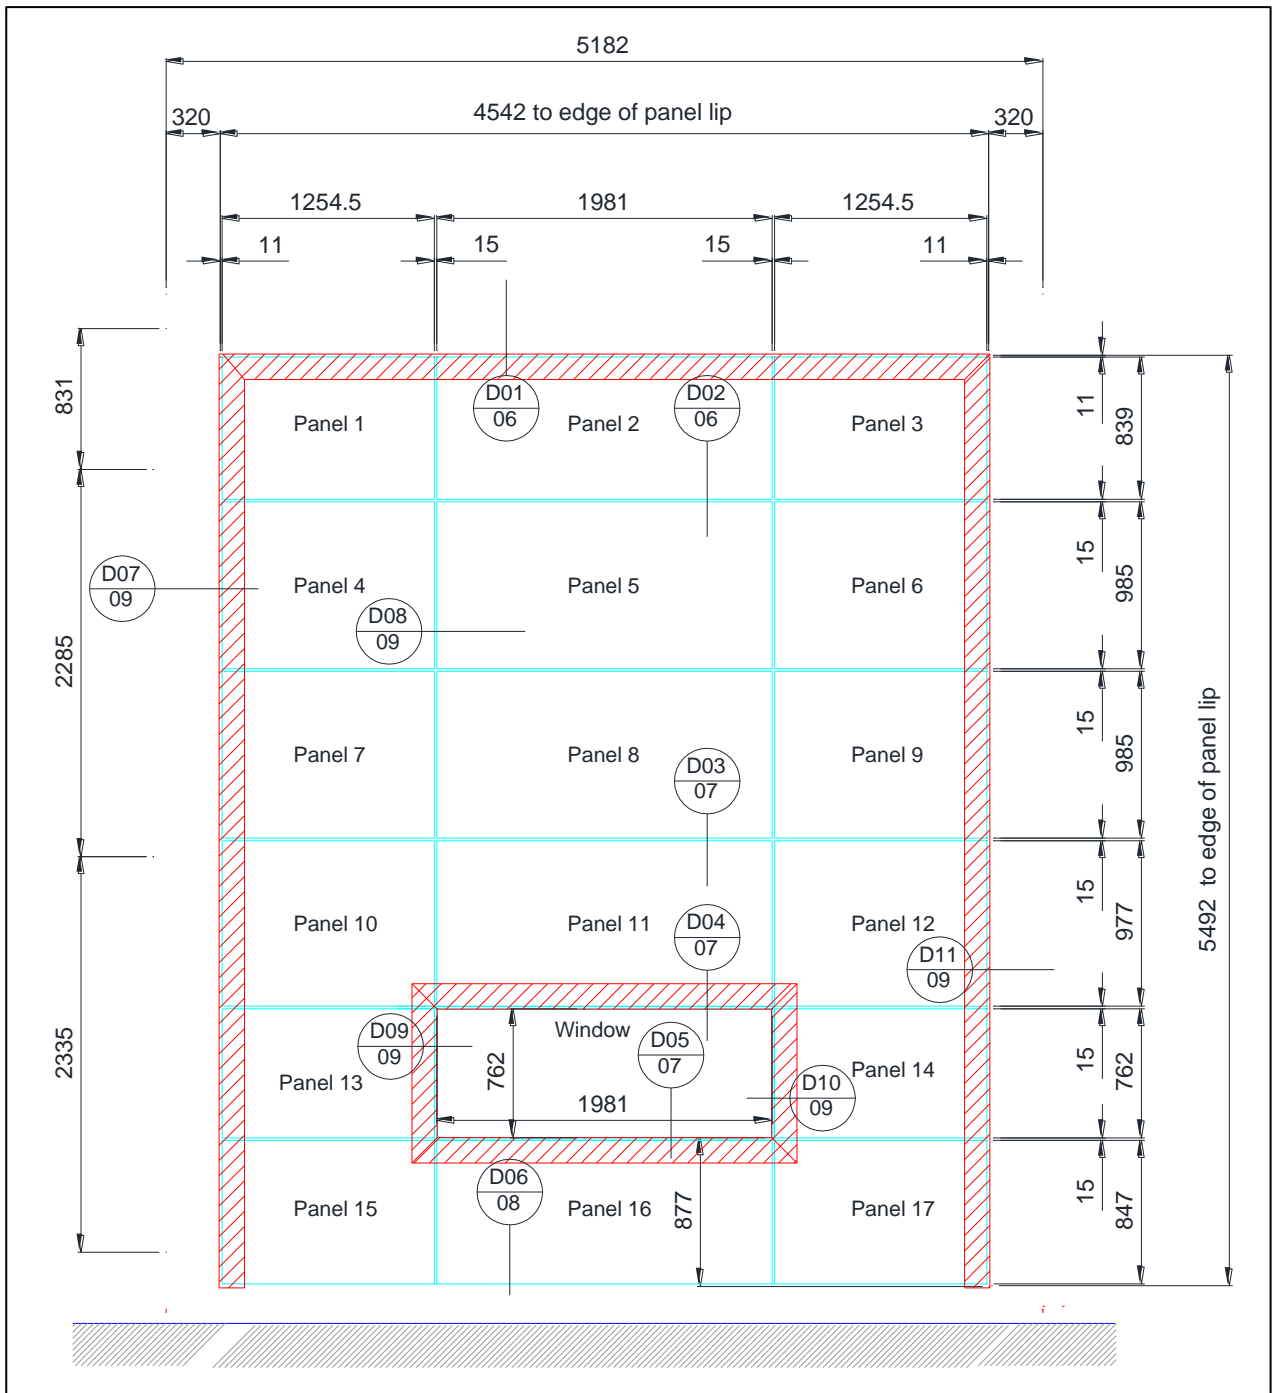 5182
320
4542 to edge of panel lip
320
1254.5
1981
1254.5
11
15
15
11
831
D01
06
D02
06
11
839
Panel 1
Panel 2
Panel 3
15
985
D07
09
Panel 4
Panel 5
Panel 6
D08
09
2285
15
985
5492 to edge of panel lip
Panel 7
Panel 8
Panel 9
D03
07
15
977
Panel 10
Panel 11
D04
07
Panel 12
D11
09
2335
D09
09
Window
D05
07
762
15
762
Panel 13
Panel 14
1981
D10
09
D06
08
15
847
Panel 15
Panel 16
877
Panel 17